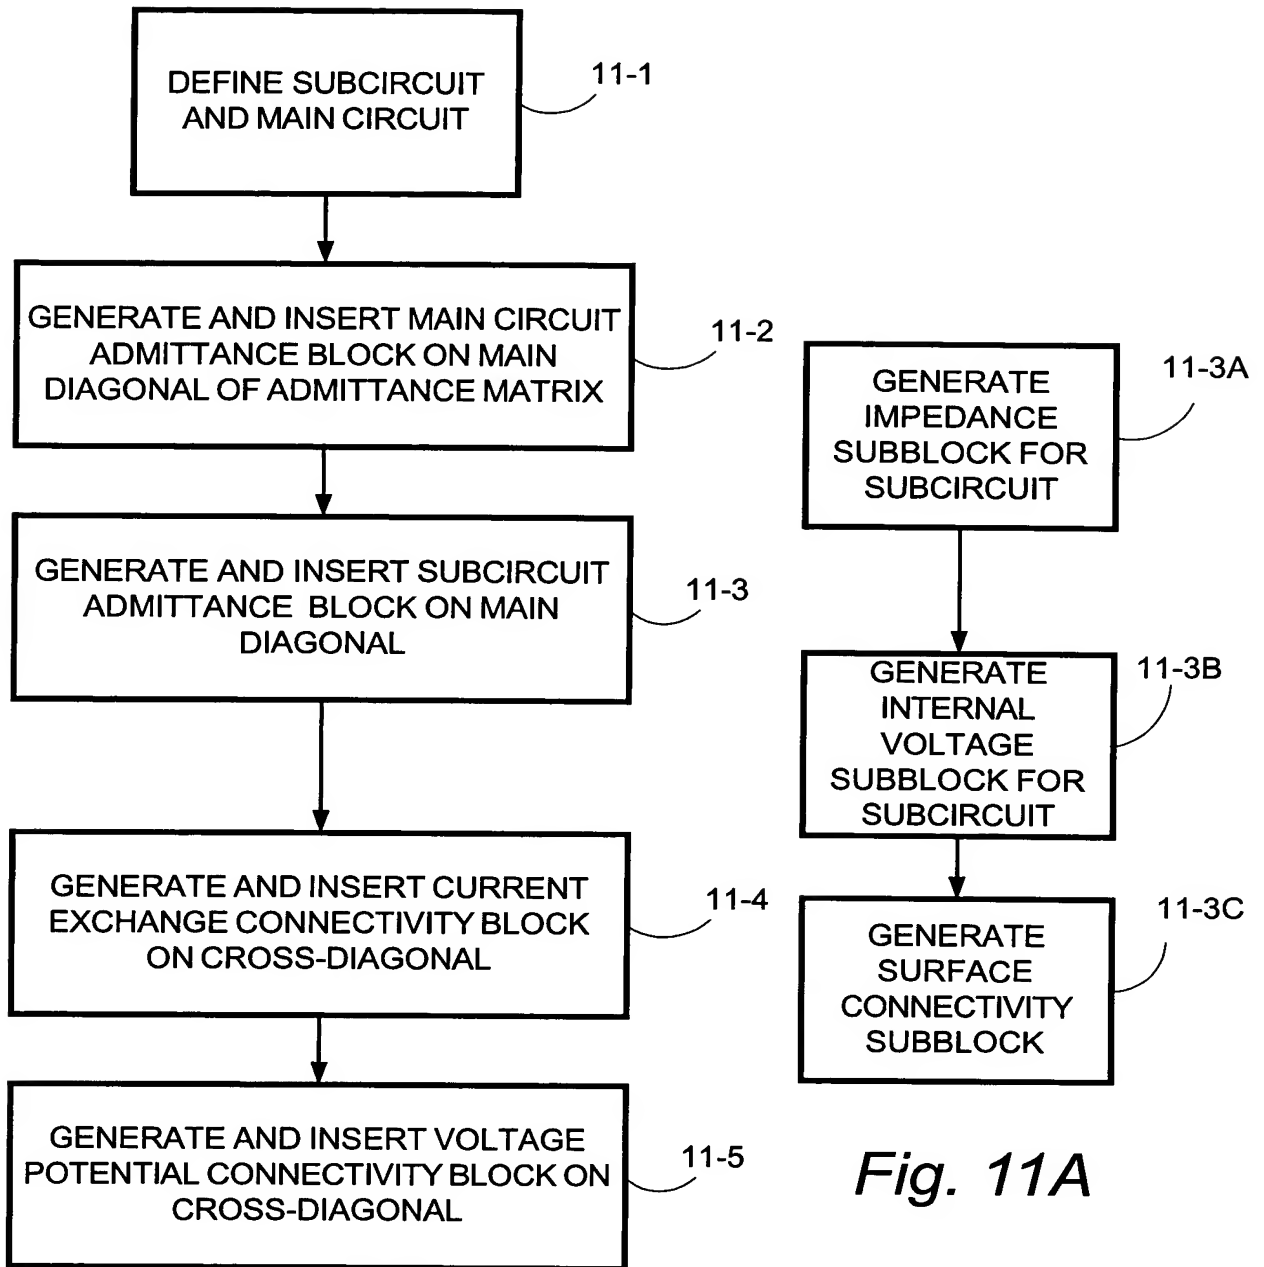 DEFINE SUBCIRCUIT
AND MAIN CIRCUIT
11-1
GENERATE AND INSERT MAIN CIRCUIT
ADMITTANCE BLOCK ON MAIN
DIAGONAL OF ADMITTANCE MATRIX
11-2
GENERATE AND INSERT SUBCIRCUIT
ADMITTANCE BLOCK ON MAIN
DIAGONAL
11-3
GENERATE AND INSERT CURRENT
EXCHANGE CONNECTIVITY BLOCK
ON CROSS-DIAGONAL
11-4
GENERATE AND INSERT VOLTAGE
POTENTIAL CONNECTIVITY BLOCK ON
CROSS-DIAGONAL
11-5
GENERATE
IMPEDANCE
SUBBLOCK FOR
SUBCIRCUIT
11-3A
GENERATE
INTERNAL
VOLTAGE
SUBBLOCK FOR
SUBCIRCUIT
11-3B
GENERATE
SURFACE
CONNECTIVITY
SUBBLOCK
11-3C
Fig. 11A